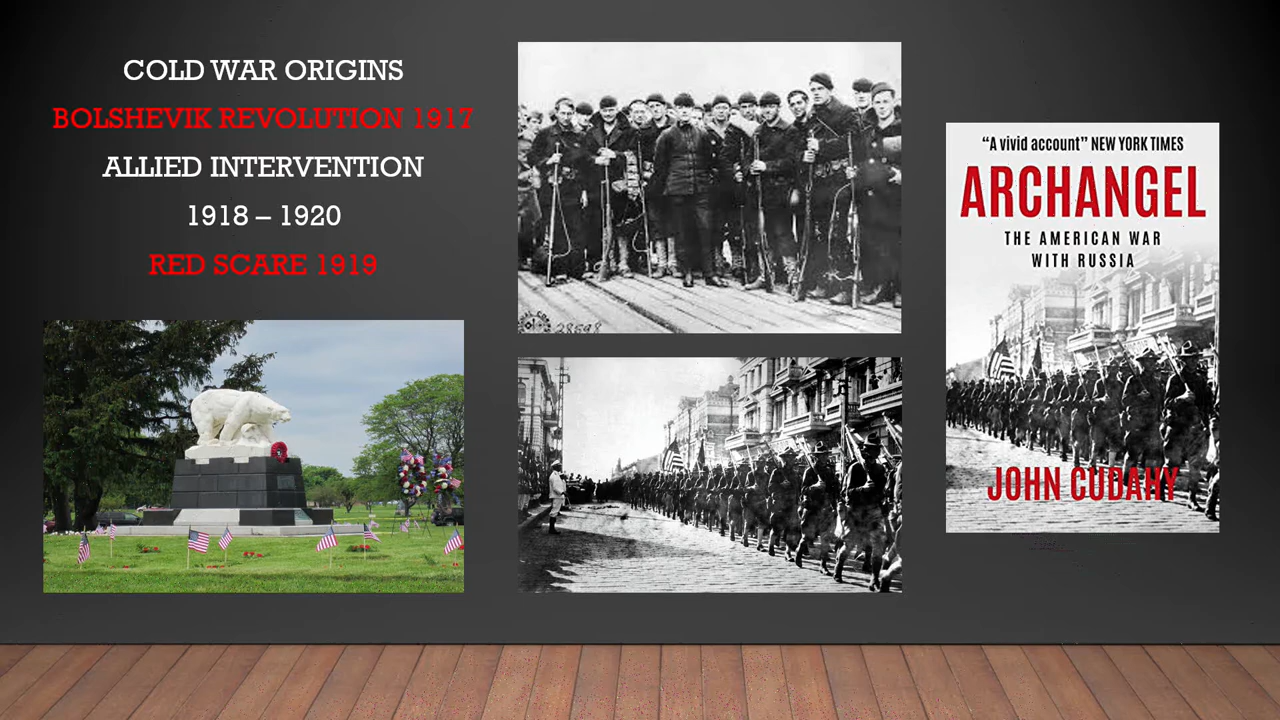 COLD WAR ORIGINS
BOLSHEVIK REVOLUTION 1917
ALLIED INTERVENTION
1918 – 1920
RED SCARE 1919
28598
"A vivid account" NEW YORK TIMES
ARCHANGEL
THE AMERICAN WAR
WITH RUSSIA
JOHN CUDAHY